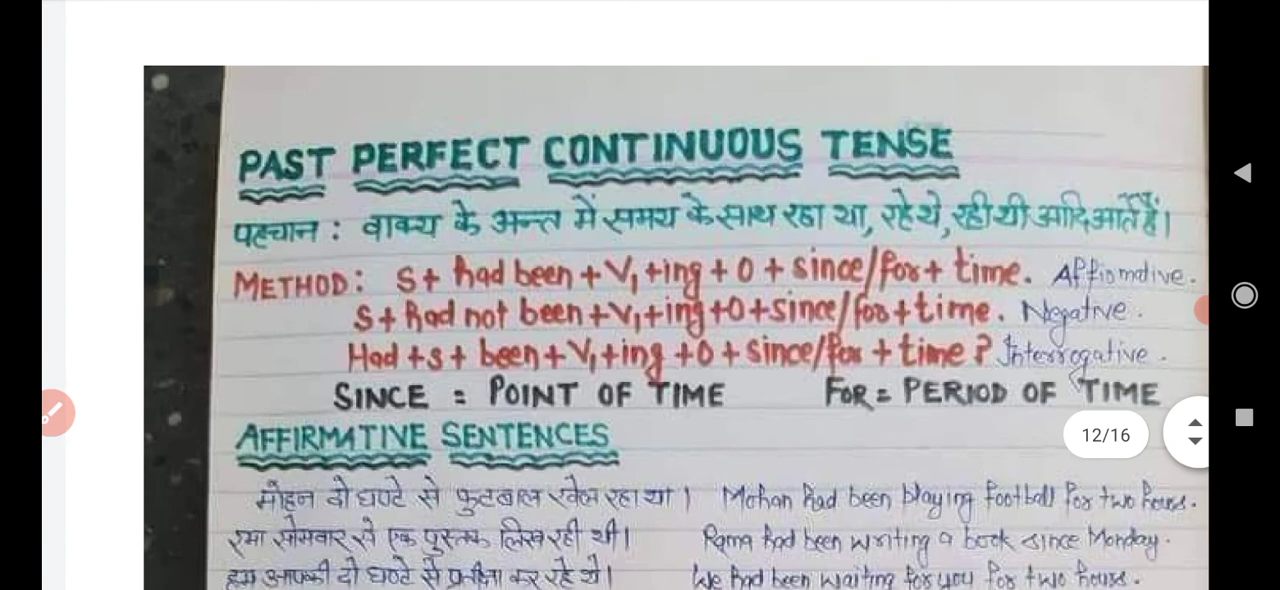 PAST PERFECT CONTINUOUS TENSE
पहचान : वाक्य के अन्त में समय के साथ रहा था, रहे थे, रही थी आदि आते हैं।
METHOD: S+ had been + V₁ +ing + O + since/for + time. Affirmative.
S + had not been + V₁ + ing + O + since/for + time. Negative.
Had + S + been + V₁ + ing + O + since/for + time ? Interrogative.
SINCE = POINT OF TIME FOR = PERIOD OF TIME
12/16
AFFIRMATIVE SENTENCES
मोहन दो घण्टे से फुटबाल खेल रहा था। Mohan had been playing football for two hours.
रमा सोमवार से एक पुस्तक लिख रही थी। Rama had been writing a book since Monday.
हम आपकी दो घण्टे से प्रतीक्षा कर रहे थे। We had been waiting for you for two hours.